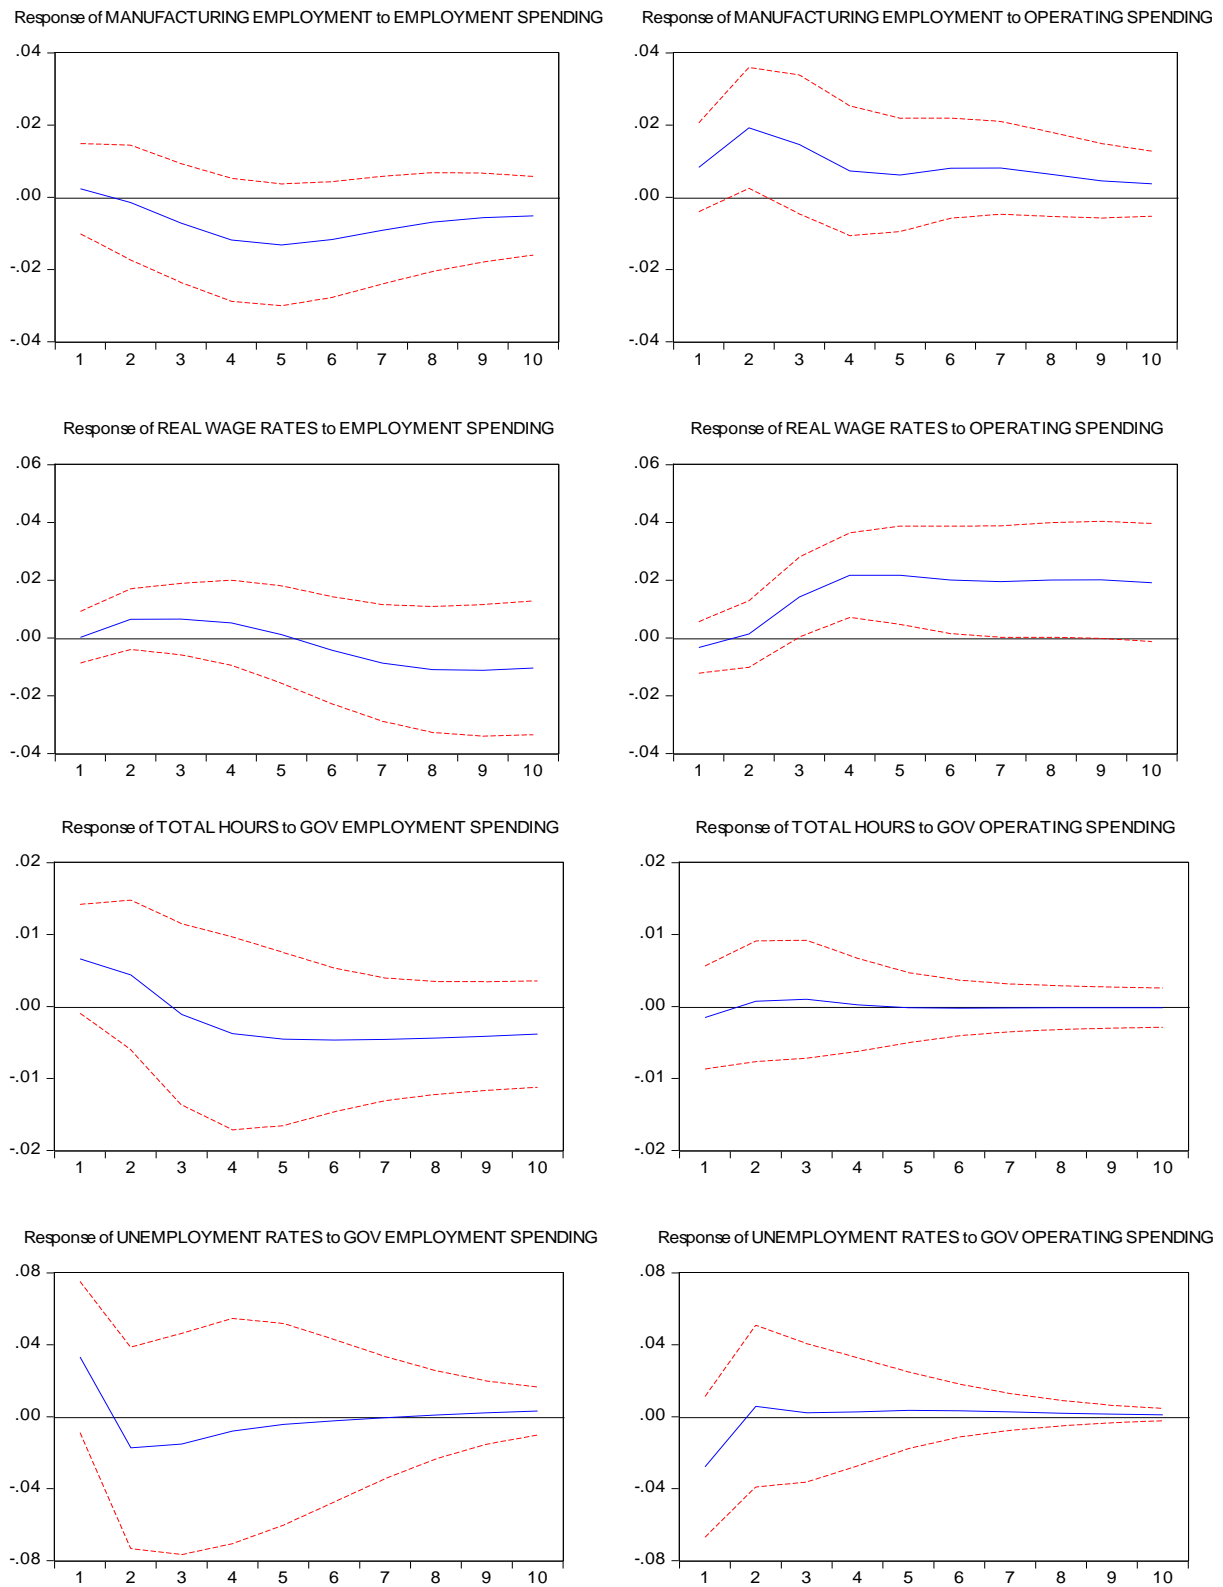 Response of MANUFACTURING EMPLOYMENT to EMPLOYMENT SPENDING
.04
.02
.00
-.02
-.04
1 2 3 4 5 6 7 8 9 10
Response of MANUFACTURING EMPLOYMENT to OPERATING SPENDING
.04
.02
.00
-.02
-.04
1 2 3 4 5 6 7 8 9 10
Response of REAL WAGE RATES to EMPLOYMENT SPENDING
.06
.04
.02
.00
-.02
-.04
1 2 3 4 5 6 7 8 9 10
Response of REAL WAGE RATES to OPERATING SPENDING
.06
.04
.02
.00
-.02
-.04
1 2 3 4 5 6 7 8 9 10
Response of TOTAL HOURS to GOV EMPLOYMENT SPENDING
.02
.01
.00
-.01
-.02
1 2 3 4 5 6 7 8 9 10
Response of TOTAL HOURS to GOV OPERATING SPENDING
.02
.01
.00
-.01
-.02
1 2 3 4 5 6 7 8 9 10
Response of UNEMPLOYMENT RATES to GOV EMPLOYMENT SPENDING
.08
.04
.00
-.04
-.08
1 2 3 4 5 6 7 8 9 10
Response of UNEMPLOYMENT RATES to GOV OPERATING SPENDING
.08
.04
.00
-.04
-.08
1 2 3 4 5 6 7 8 9 10